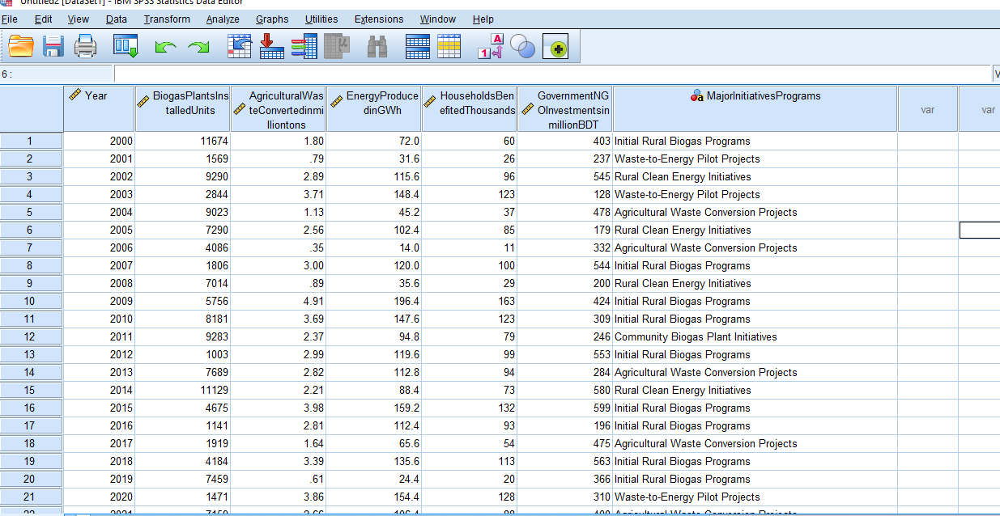 Untitled2 [DataSet1] - IBM SPSS Statistics Data Editor
File Edit View Data Transform Analyze Graphs Utilities Extensions Window Help
A
1
6 :
Year BiogasPlantsInstalledUnits AgriculturalWasteConvertedinmilliontons EnergyProducedinGWh HouseholdsBenefitedThousands GovernmentNGOInvestmentsinmillionBDT MajorInitiativesPrograms var var
1 2000 11674 1.80 72.0 60 403 Initial Rural Biogas Programs
2 2001 1569 .79 31.6 26 237 Waste-to-Energy Pilot Projects
3 2002 9290 2.89 115.6 96 545 Rural Clean Energy Initiatives
4 2003 2844 3.71 148.4 123 128 Waste-to-Energy Pilot Projects
5 2004 9023 1.13 45.2 37 478 Agricultural Waste Conversion Projects
6 2005 7290 2.56 102.4 85 179 Rural Clean Energy Initiatives
7 2006 4086 .35 14.0 11 332 Agricultural Waste Conversion Projects
8 2007 1806 3.00 120.0 100 544 Initial Rural Biogas Programs
9 2008 7014 .89 35.6 29 200 Rural Clean Energy Initiatives
10 2009 5756 4.91 196.4 163 424 Initial Rural Biogas Programs
11 2010 8181 3.69 147.6 123 309 Initial Rural Biogas Programs
12 2011 9283 2.37 94.8 79 246 Community Biogas Plant Initiatives
13 2012 1003 2.99 119.6 99 553 Initial Rural Biogas Programs
14 2013 7689 2.82 112.8 94 284 Agricultural Waste Conversion Projects
15 2014 11129 2.21 88.4 73 580 Rural Clean Energy Initiatives
16 2015 4675 3.98 159.2 132 599 Initial Rural Biogas Programs
17 2016 1141 2.81 112.4 93 196 Initial Rural Biogas Programs
18 2017 1919 1.64 65.6 54 475 Agricultural Waste Conversion Projects
19 2018 4184 3.39 135.6 113 563 Initial Rural Biogas Programs
20 2019 7459 .61 24.4 20 366 Initial Rural Biogas Programs
21 2020 1471 3.86 154.4 128 310 Waste-to-Energy Pilot Projects